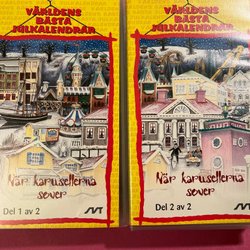 VÄRLDENS
BÄSTA
JULKALENDRAR
När karusellerna
sover
Del 1 av 2
SVT
VÄRLDENS
BÄSTA
JULKALENDRAR
När karusellerna
sover
Del 2 av 2
SVT